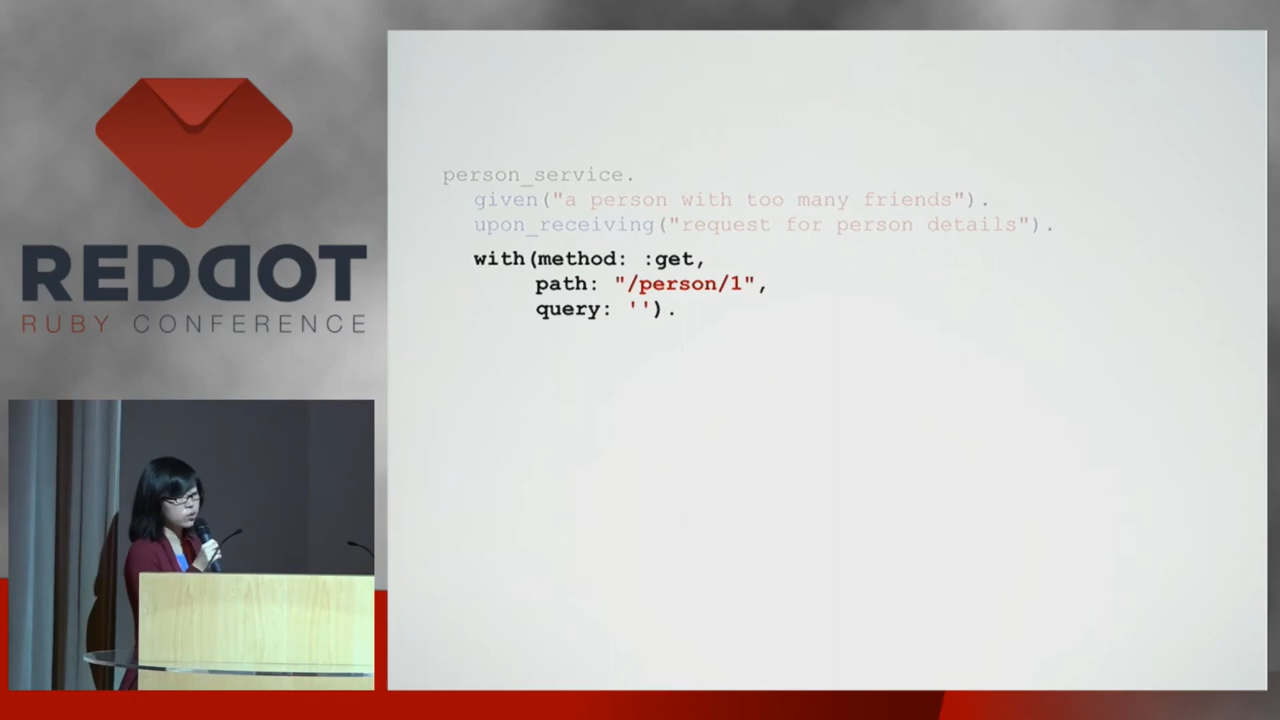 REDDOT
RUBY CONFERENCE
person_service.
given("a person with too many friends").
upon_receiving("request for person details").
with(method: :get,
path: "/person/1",
query: '').